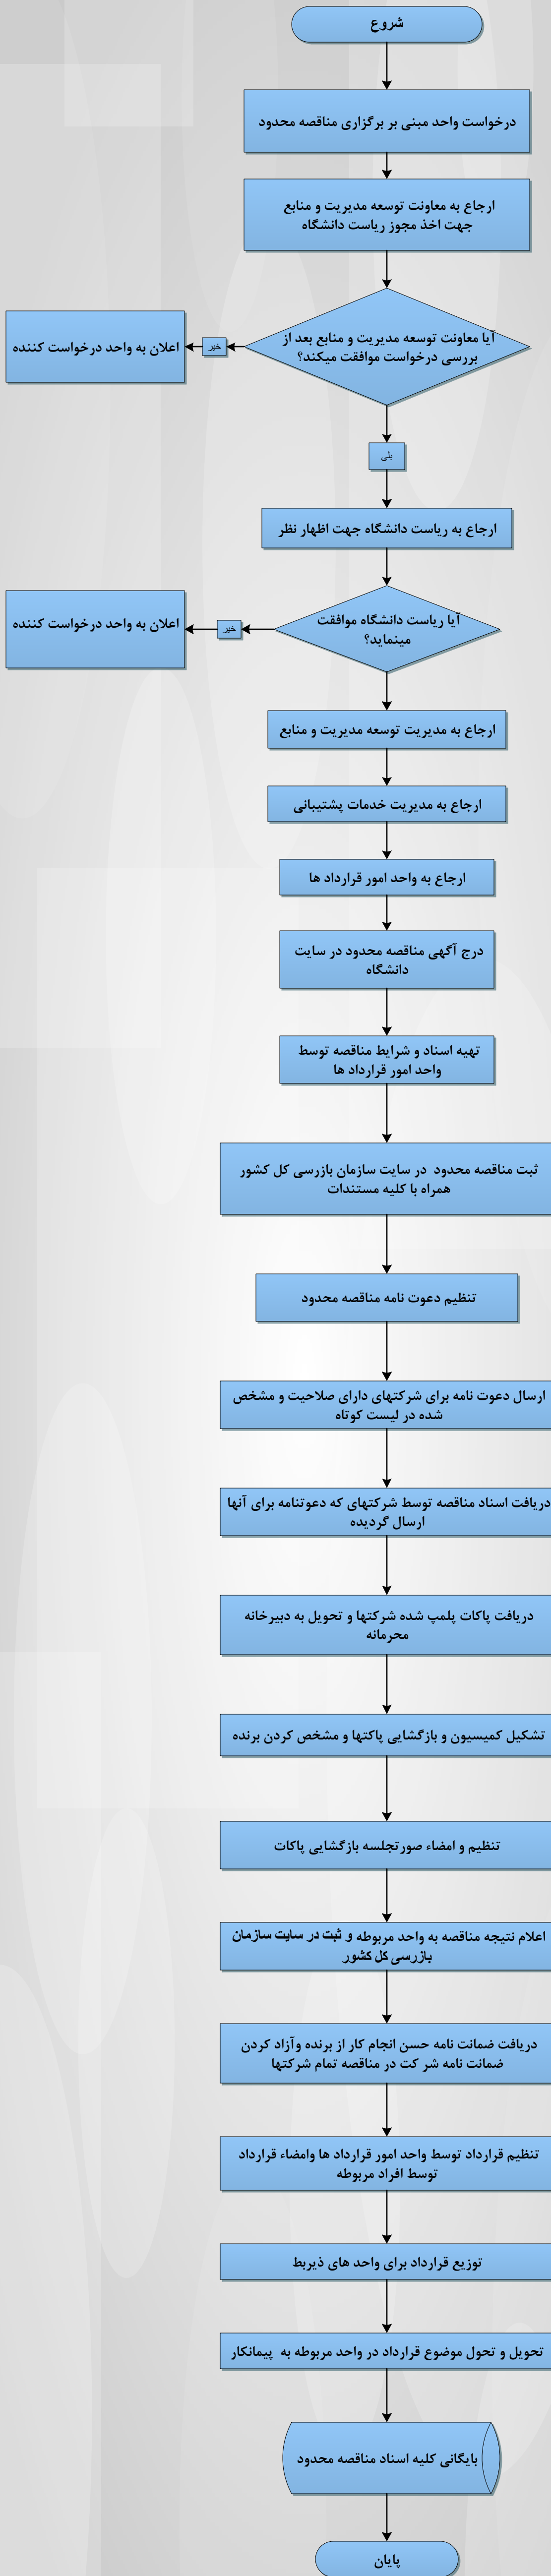 شروع
درخواست واحد مبنی بر برگزاری مناقصه محدود
ارجاع به معاونت توسعه مدیریت و منابع
جهت اخذ مجوز ریاست دانشگاه
آیا معاونت توسعه مدیریت و منابع بعد از
بررسی درخواست موافقت میکند؟
خیر
اعلان به واحد درخواست کننده
بلی
ارجاع به ریاست دانشگاه جهت اظهار نظر
آیا ریاست دانشگاه موافقت
مینماید؟
خیر
اعلان به واحد درخواست کننده
ارجاع به مدیریت توسعه مدیریت و منابع
ارجاع به مدیریت خدمات پشتیبانی
ارجاع به واحد امور قرارداد ها
درج آگهی مناقصه محدود در سایت
دانشگاه
تهیه اسناد و شرایط مناقصه توسط
واحد امور قرارداد ها
ثبت مناقصه محدود در سایت سازمان بازرسی کل کشور
همراه با کلیه مستندات
تنظیم دعوت نامه مناقصه محدود
ارسال دعوت نامه برای شرکتهای دارای صلاحیت و مشخص
شده در لیست کوتاه
دریافت اسناد مناقصه توسط شرکتهای که دعوتنامه برای آنها
ارسال گردیده
دریافت پاکات پلمپ شده شرکتها و تحویل به دبیرخانه
محرمانه
تشکیل کمیسیون و بازگشایی پاکتها و مشخص کردن برنده
تنظیم و امضاء صورتجلسه بازگشایی پاکات
اعلام نتیجه مناقصه به واحد مربوطه و ثبت در سایت سازمان
بازرسی کل کشور
دریافت ضمانت نامه حسن انجام کار از برنده وآزاد کردن
ضمانت نامه شر کت در مناقصه تمام شرکتها
تنظیم قرارداد توسط واحد امور قرارداد ها وامضاء قرارداد
توسط افراد مربوطه
توزیع قرارداد برای واحد های ذیربط
تحویل و تحول موضوع قرارداد در واحد مربوطه به پیمانکار
بایگانی کلیه اسناد مناقصه محدود
پایان